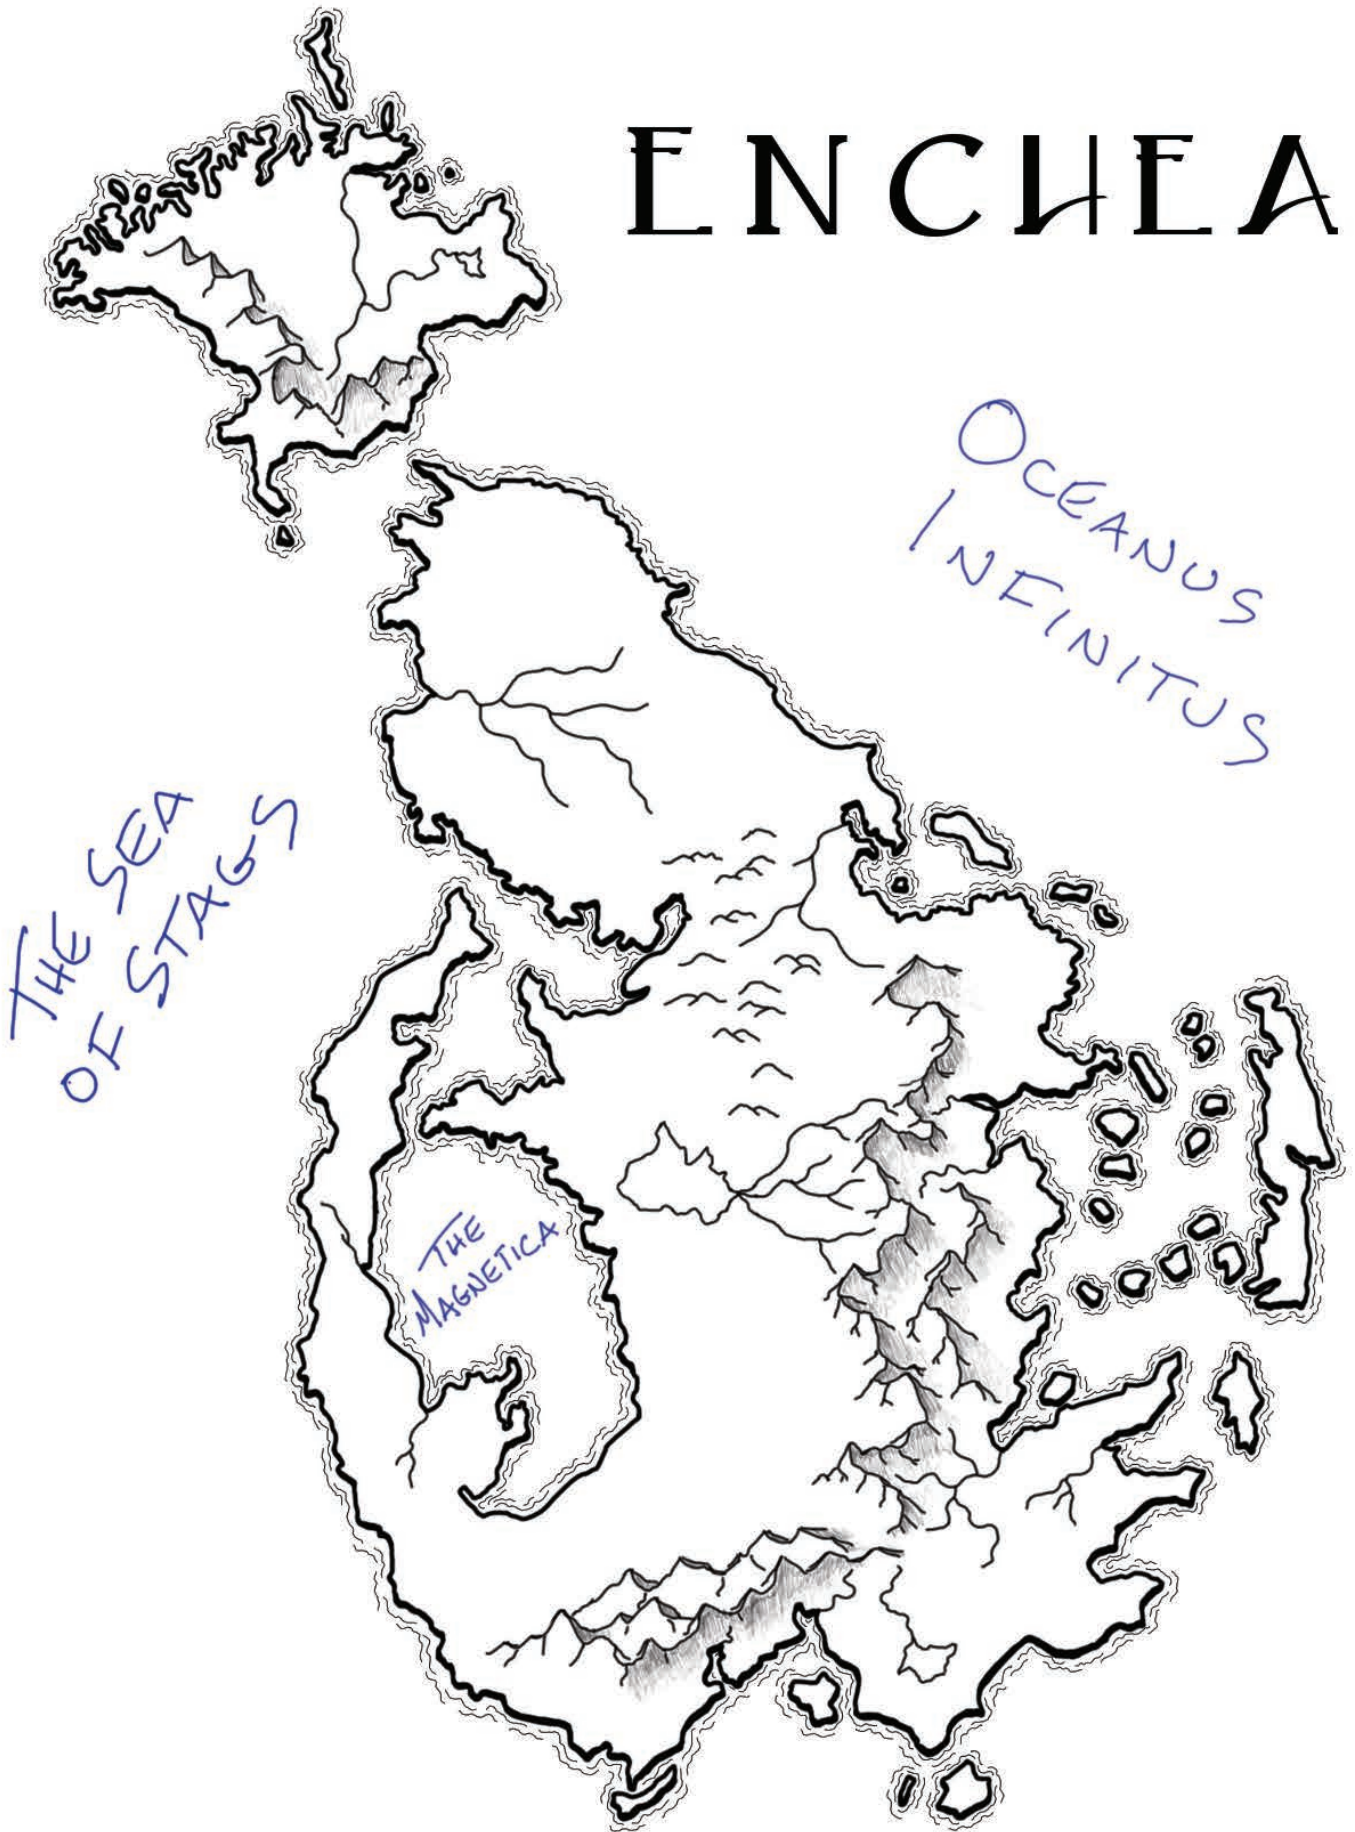 ENCHEA
OCEANUS
INFINITUS
THE SEA
OF STAGS
THE
MAGNETICA